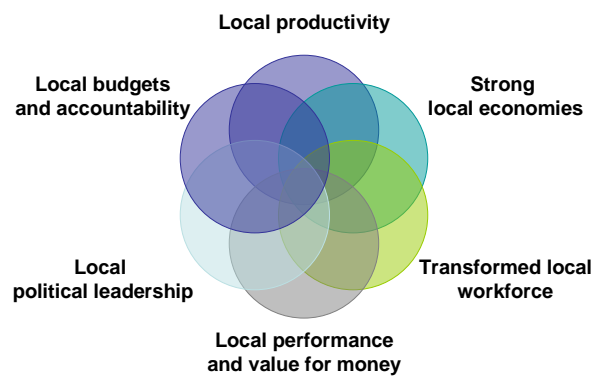 Local productivity
Local budgets
and accountability
Strong
local economies
Local
political leadership
Transformed local
workforce
Local performance
and value for money